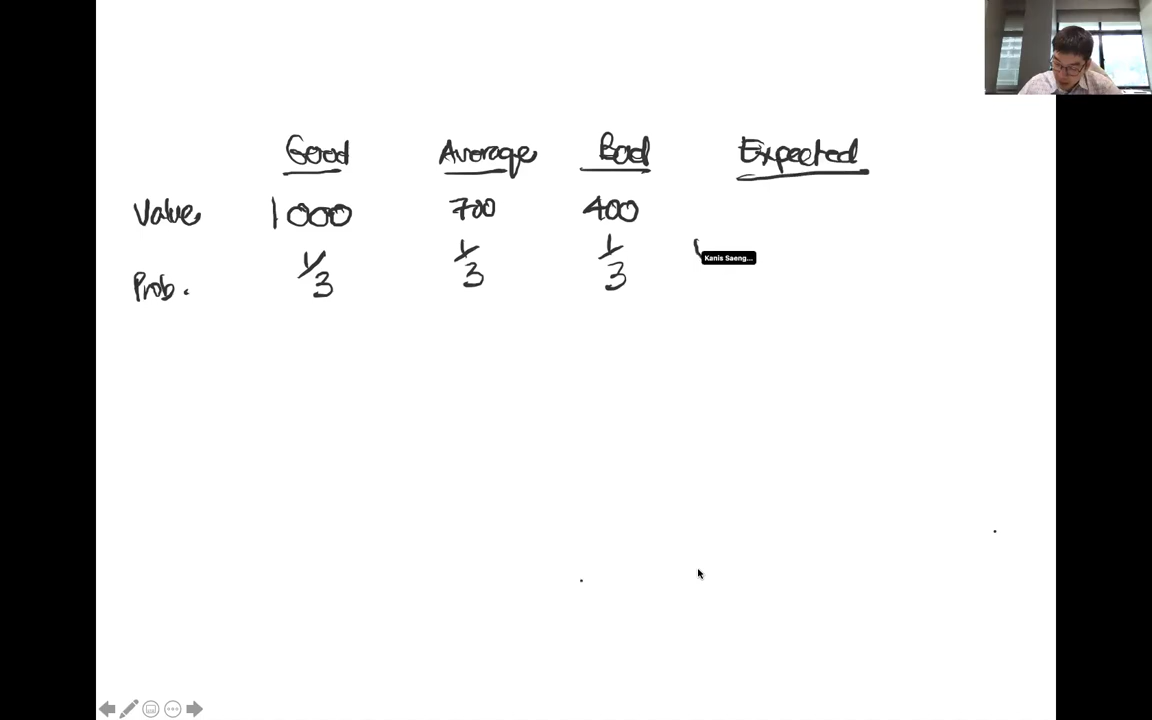 Good Average Bad Expected
Value 1000 700 400
Prob. 1/3 1/3 1/3
Kanis Saeng...